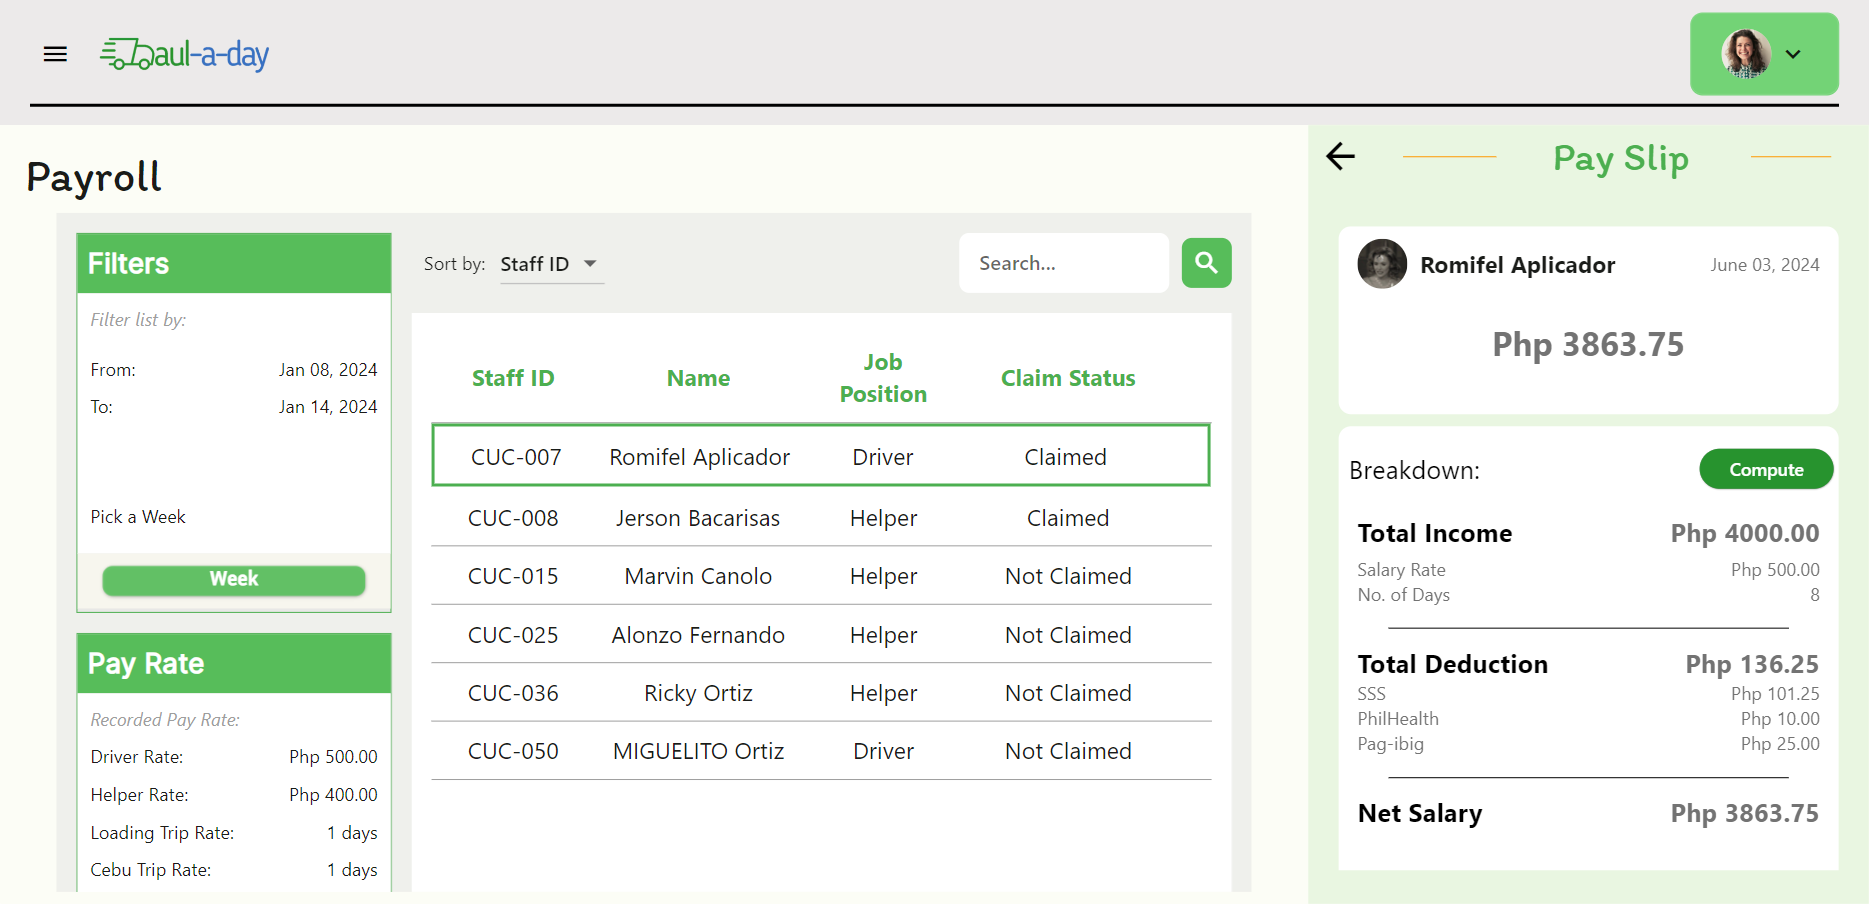 aul-a-day
Payroll
Filters
Filter list by:
From: Jan 08, 2024
To: Jan 14, 2024
Pick a Week
Week
Pay Rate
Recorded Pay Rate:
Driver Rate: Php 500.00
Helper Rate: Php 400.00
Loading Trip Rate: 1 days
Cebu Trip Rate: 1 days
Sort by: Staff ID
Search...
Staff ID Name Job Position Claim Status
CUC-007 Romifel Aplicador Driver Claimed
CUC-008 Jerson Bacarisas Helper Claimed
CUC-015 Marvin Canolo Helper Not Claimed
CUC-025 Alonzo Fernando Helper Not Claimed
CUC-036 Ricky Ortiz Helper Not Claimed
CUC-050 MIGUELITO Ortiz Driver Not Claimed
Pay Slip
Romifel Aplicador June 03, 2024
Php 3863.75
Breakdown: Compute
Total Income Php 4000.00
Salary Rate Php 500.00
No. of Days 8
Total Deduction Php 136.25
SSS Php 101.25
PhilHealth Php 10.00
Pag-ibig Php 25.00
Net Salary Php 3863.75